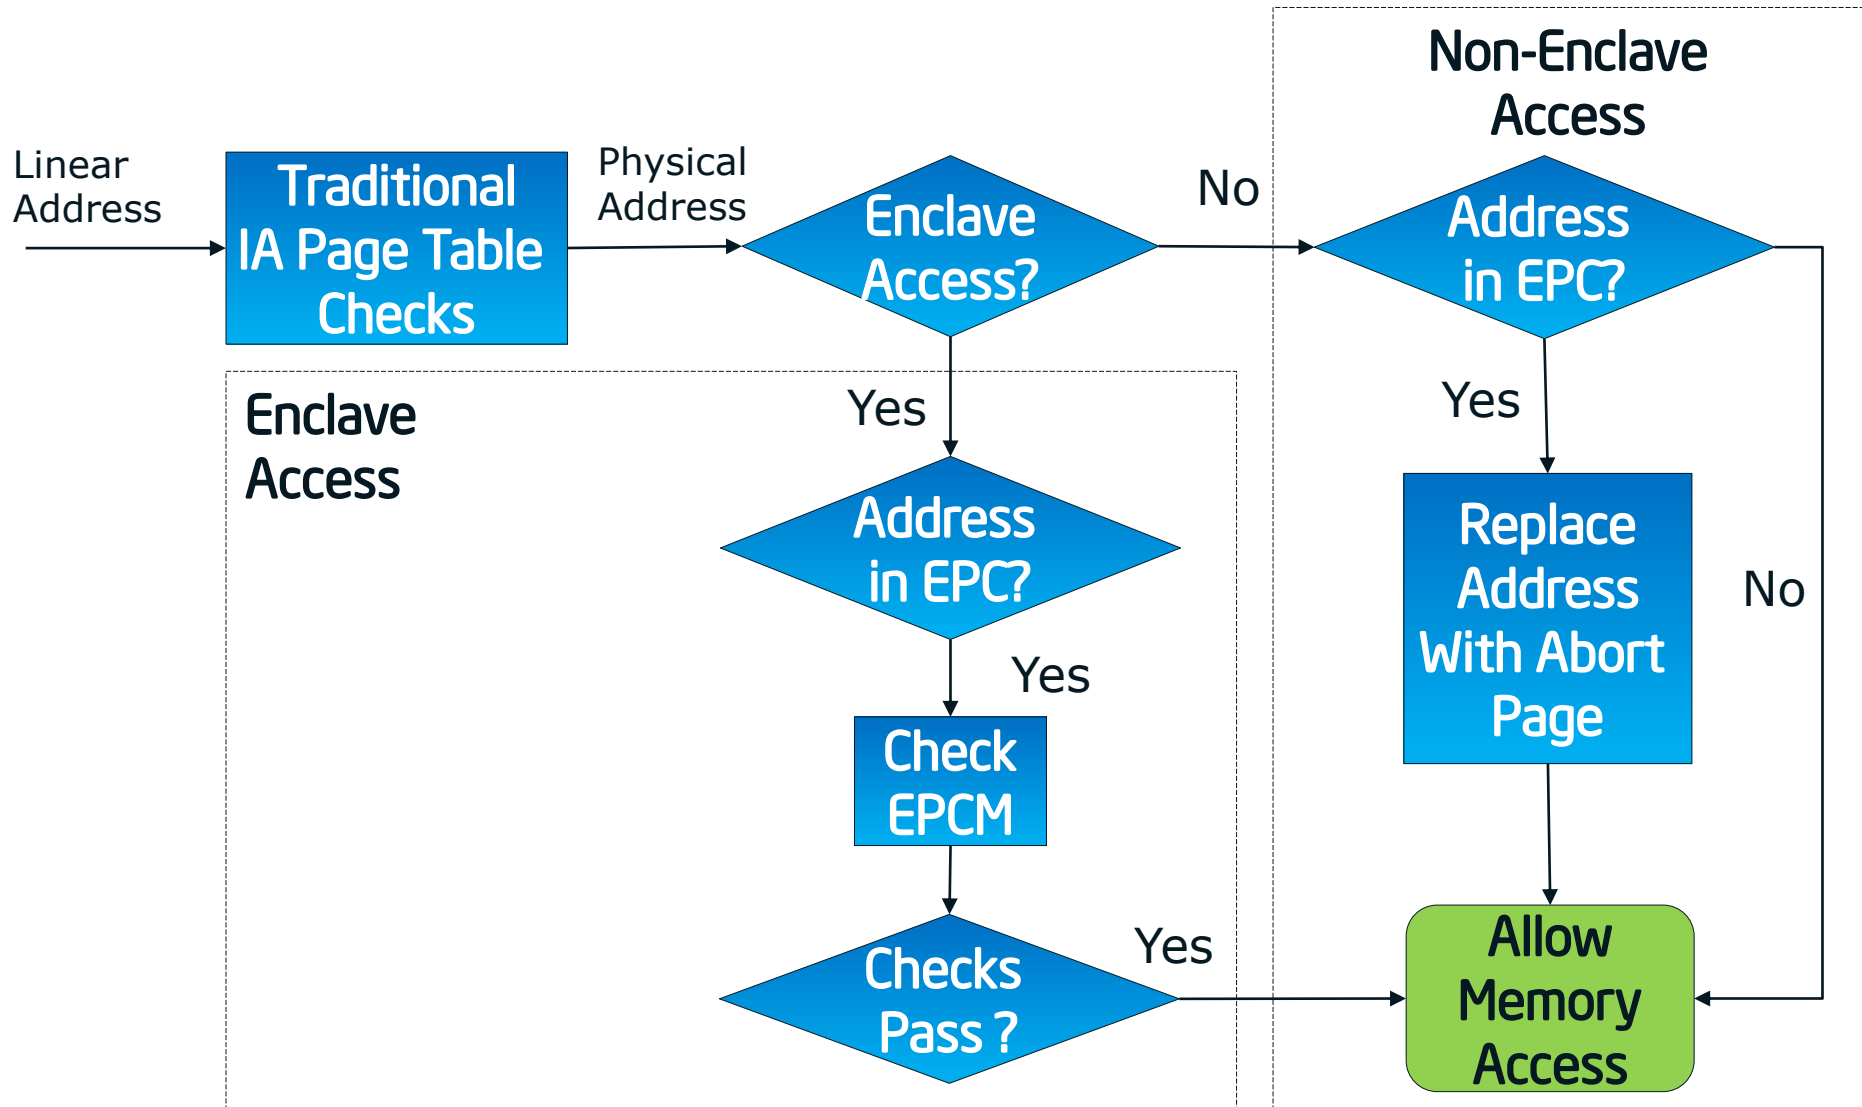 Linear
Address
Traditional
IA Page Table
Checks
Physical
Address
Enclave
Access?
No
Non-Enclave
Access
Address
in EPC?
Yes
No
Replace
Address
With Abort
Page
Enclave
Access
Yes
Address
in EPC?
Yes
Check
EPCM
Checks
Pass ?
Yes
Allow
Memory
Access